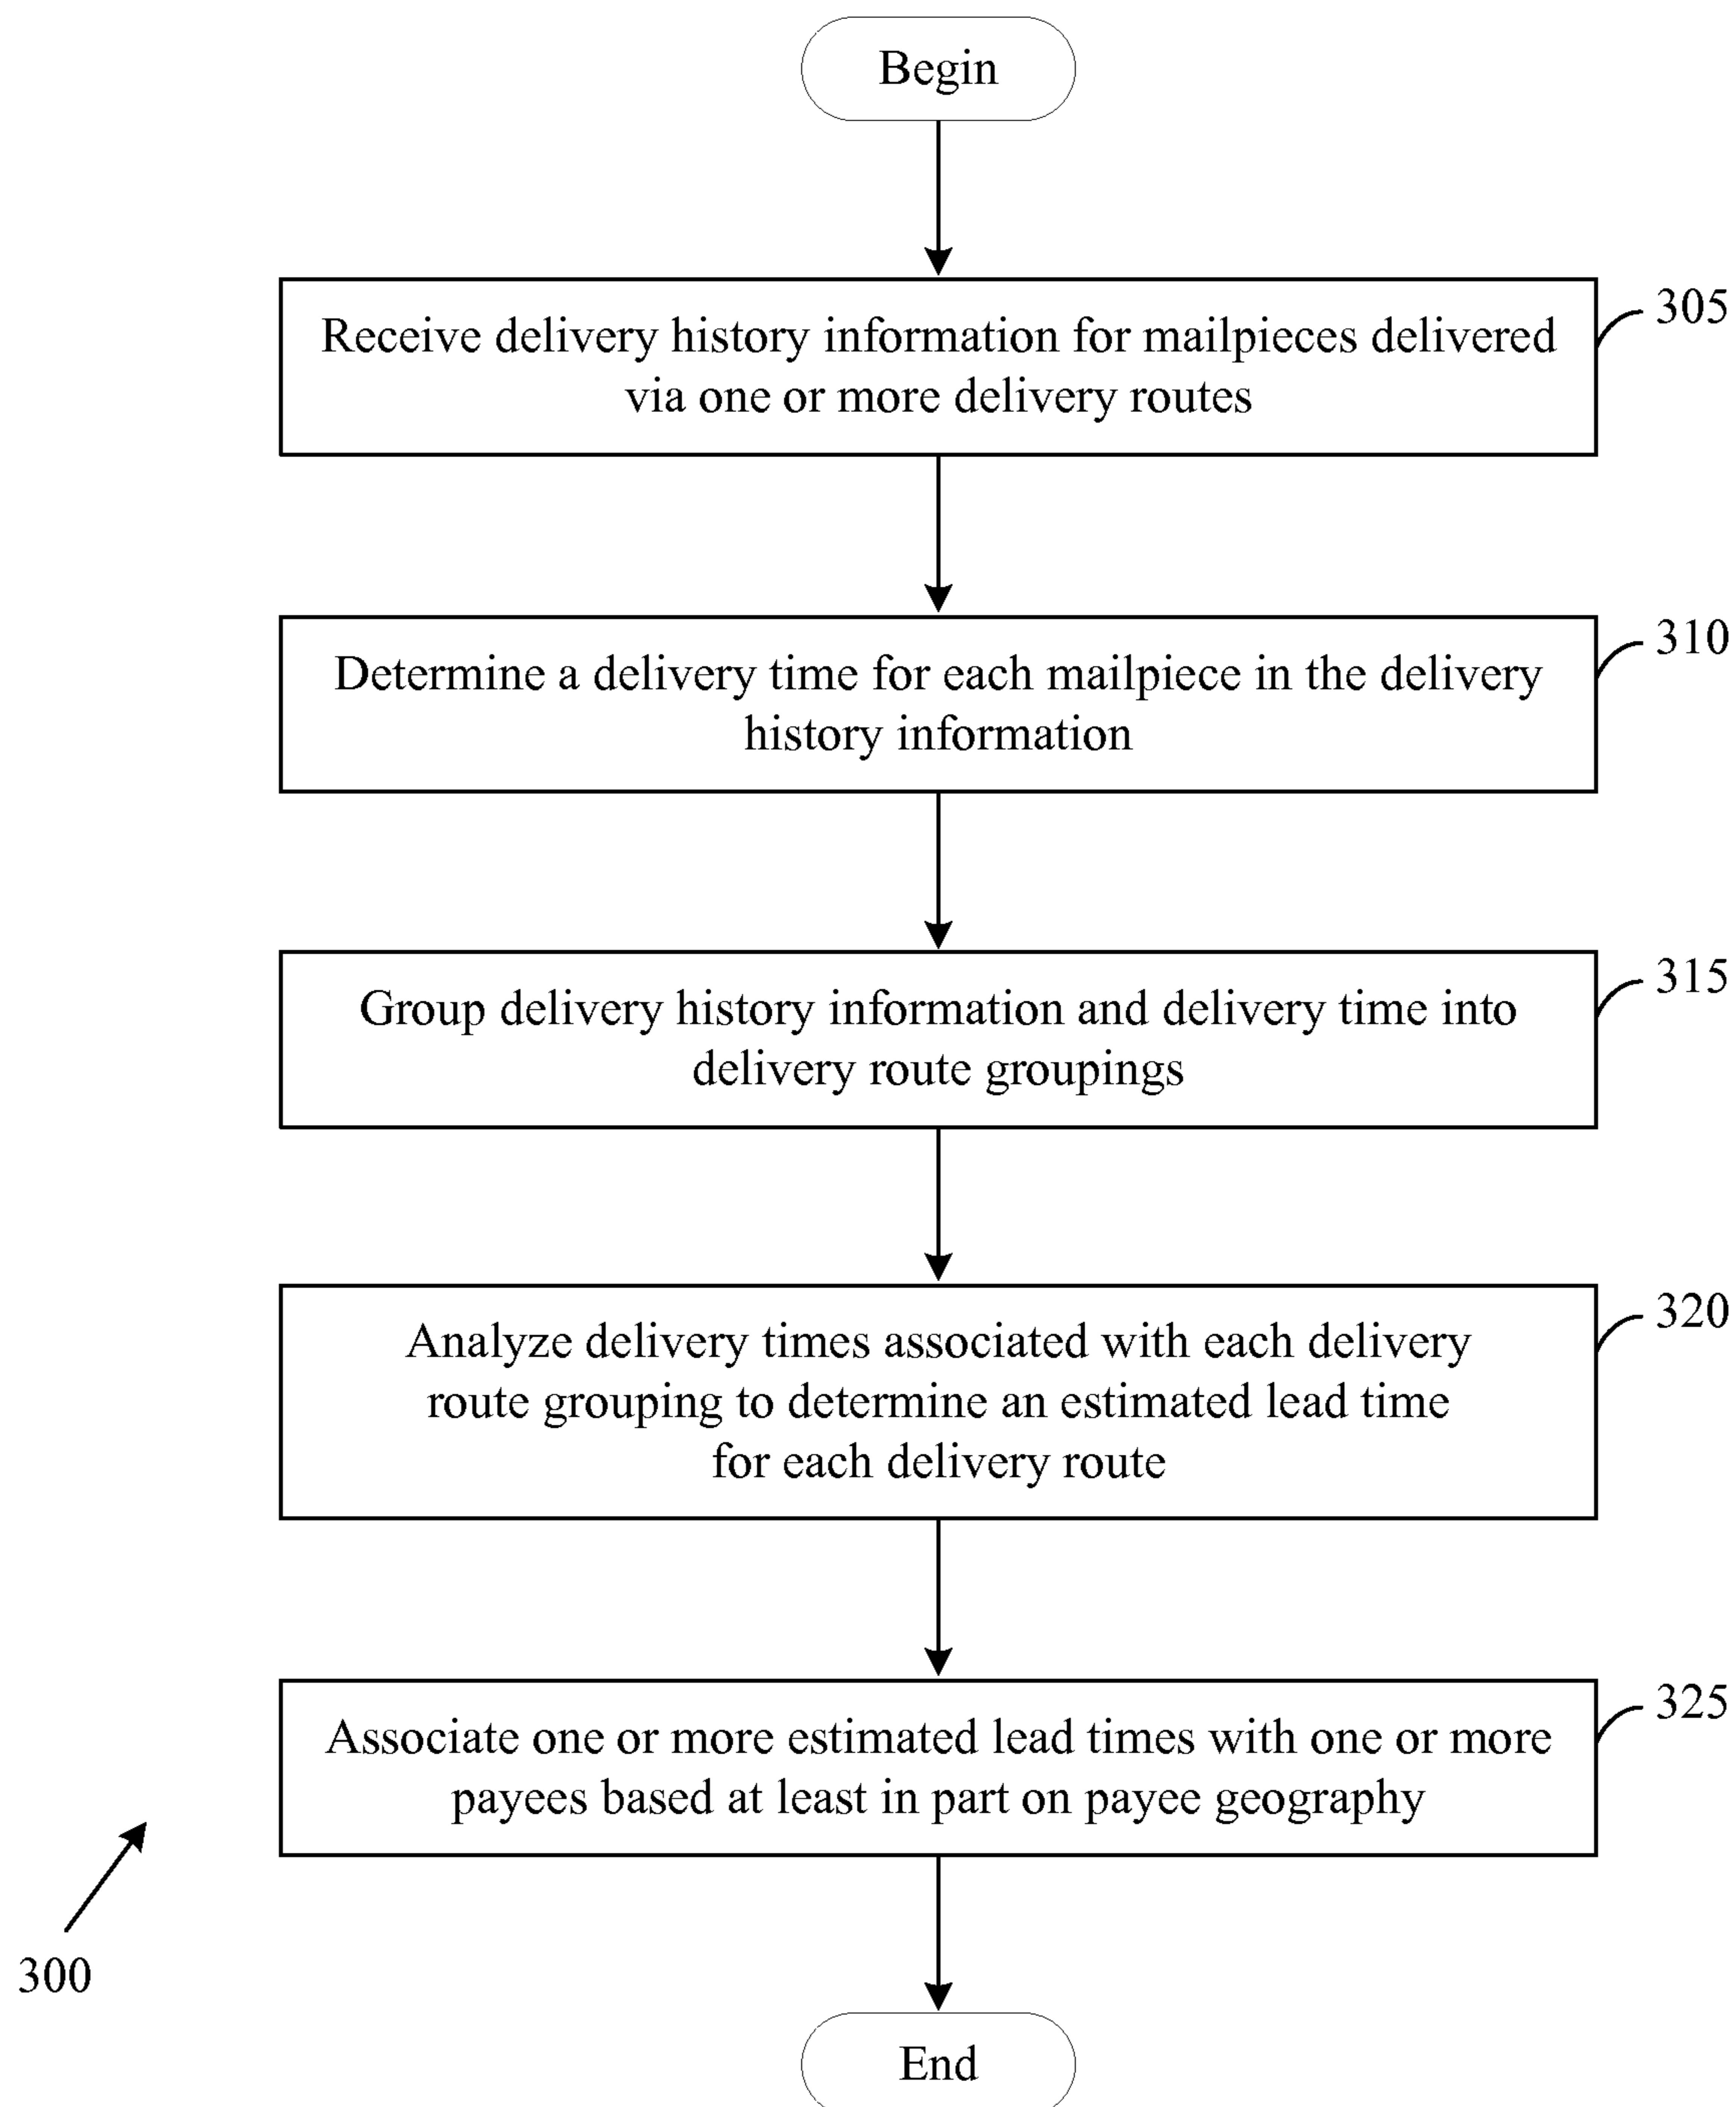 Begin
Receive delivery history information for mailpieces delivered
via one or more delivery routes
305
Determine a delivery time for each mailpiece in the delivery
history information
310
Group delivery history information and delivery time into
delivery route groupings
315
Analyze delivery times associated with each delivery
route grouping to determine an estimated lead time
for each delivery route
320
Associate one or more estimated lead times with one or more
payees based at least in part on payee geography
325
300
End